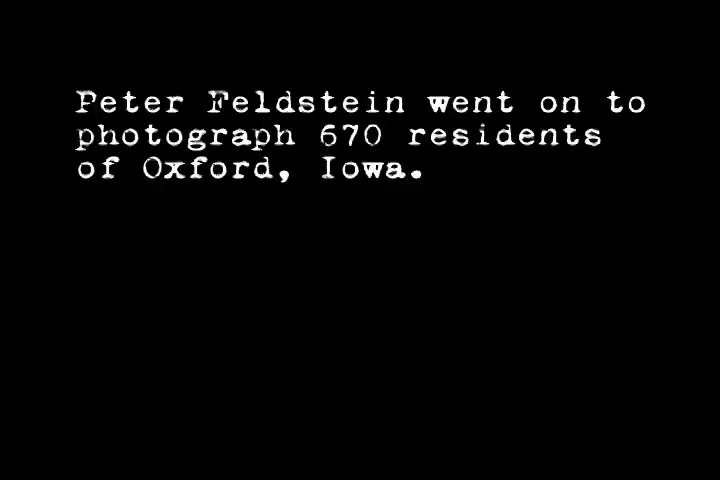 Peter Feldstein went on to
photograph 670 residents
of Oxford, Iowa.